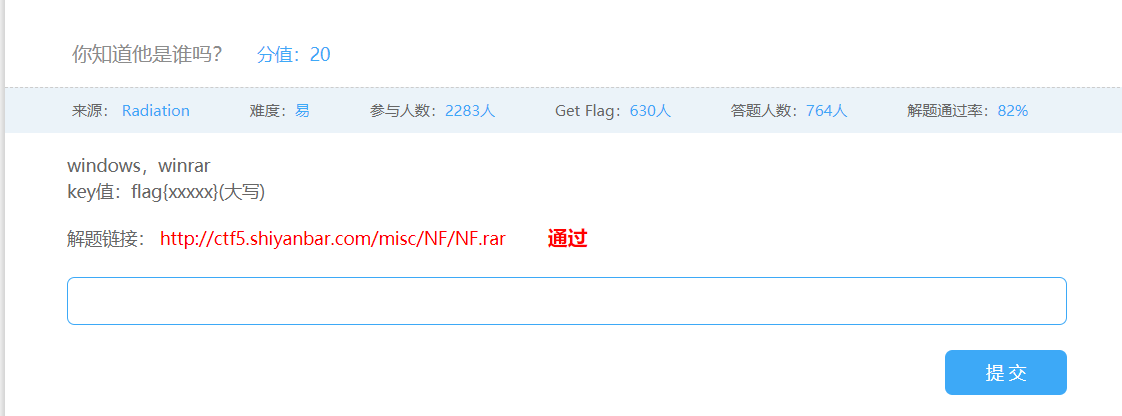 你知道他是谁吗？ 分值：20
来源： Radiation 难度：易 参与人数：2283人 Get Flag：630人 答题人数：764人 解题通过率：82%
windows，winrar
key值：flag{xxxxx}(大写)
解题链接： http://ctf5.shiyanbar.com/misc/NF/NF.rar 通过
提交